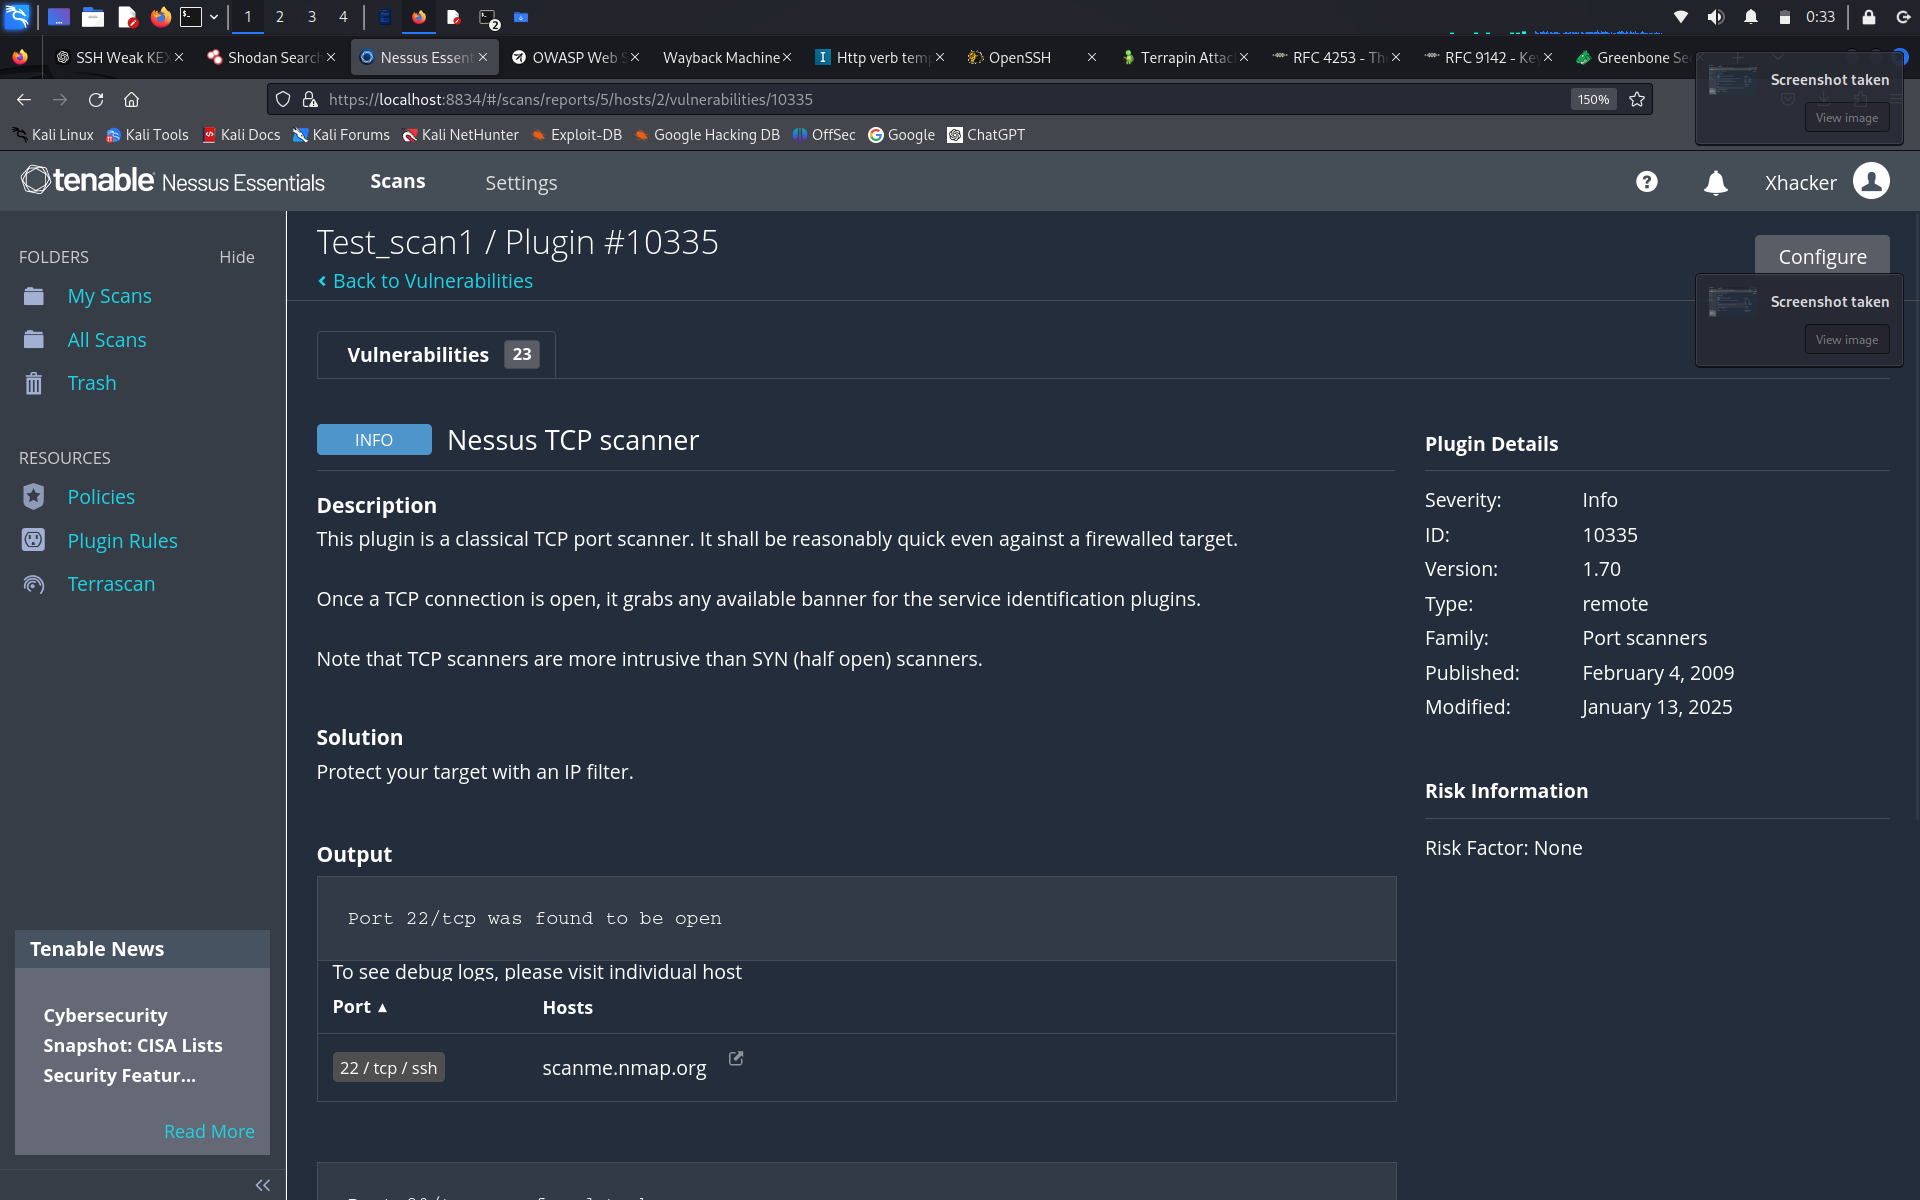 1 2 3 4
2
0:33
SSH Weak KEX
Shodan Search
Nessus Essent
OWASP Web S
Wayback Machine
Http verb tem
OpenSSH
Terrapin Attac
RFC 4253 - Th
RFC 9142 - Key
Greenbone Se
https://localhost:8834/#/scans/reports/5/hosts/2/vulnerabilities/10335
150%
Screenshot taken
View image
Kali Linux
Kali Tools
Kali Docs
Kali Forums
Kali NetHunter
Exploit-DB
Google Hacking DB
OffSec
Google
ChatGPT
tenable Nessus Essentials
Scans
Settings
Xhacker
FOLDERS
Hide
My Scans
All Scans
Trash
RESOURCES
Policies
Plugin Rules
Terrascan
Tenable News
Cybersecurity
Snapshot: CISA Lists
Security Featur...
Read More
Test_scan1 / Plugin #10335
Back to Vulnerabilities
Configure
Screenshot taken
View image
Vulnerabilities 23
INFO
Nessus TCP scanner
Description
This plugin is a classical TCP port scanner. It shall be reasonably quick even against a firewalled target.
Once a TCP connection is open, it grabs any available banner for the service identification plugins.
Note that TCP scanners are more intrusive than SYN (half open) scanners.
Solution
Protect your target with an IP filter.
Output
Port 22/tcp was found to be open
To see debug logs, please visit individual host
Port ▲ Hosts
22 / tcp / ssh scanme.nmap.org
Plugin Details
Severity: Info
ID: 10335
Version: 1.70
Type: remote
Family: Port scanners
Published: February 4, 2009
Modified: January 13, 2025
Risk Information
Risk Factor: None